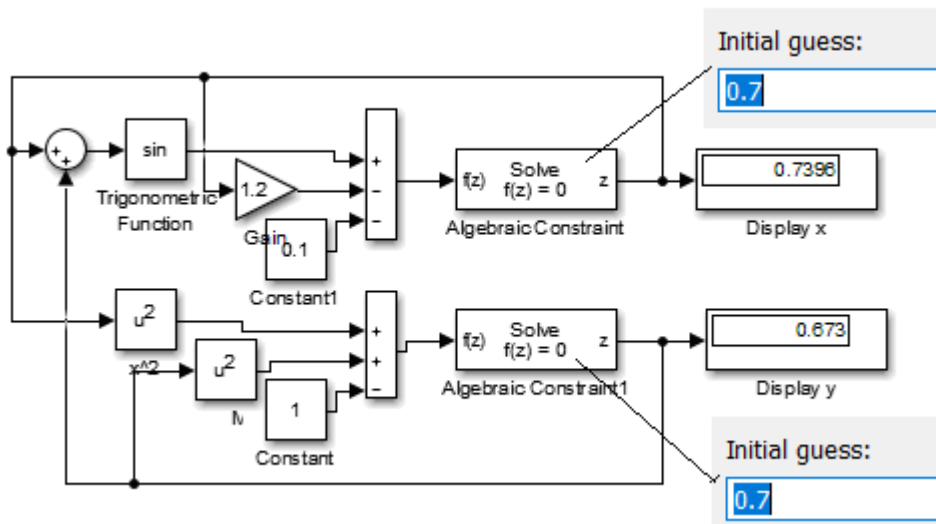 Initial guess:
0.7
sin
Trigonometric
Function
1.2
Gain
0.1
Constant1
+
+
+
−
−
f(z)
Solve
f(z) = 0
z
Algebraic Constraint
0.7396
Display x
u²
x^2
u²
1
Constant
+
+
−
f(z)
Solve
f(z) = 0
z
Algebraic Constraint1
0.673
Display y
Initial guess:
0.7